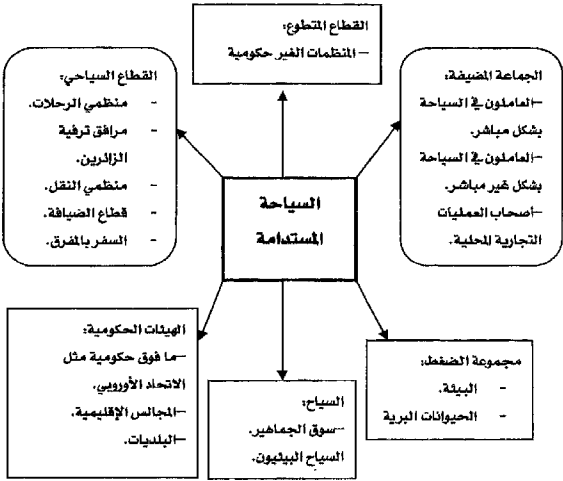 القطاع المتطوع:
–المنظمات الغير حكومية
الجماعة المضيفة:
–العاملون في السياحة
بشكل مباشر.
–العاملون في السياحة
بشكل غير مباشر.
–أصحاب العمليات
التجارية المحلية.
القطاع السياحي:
- منظمي الرحلات.
- مرافق ترفية
الزائرين.
- منظمي النقل.
- قطاع الضيافة.
- السفر بالمفرق.
السياحة
المستدامة
مجموعة الضغط:
- البيئة.
- الحيوانات البرية
السياح:
–سوق الجماهير.
السياح البيئيون.
الهيئات الحكومية:
–ما فوق حكومية مثل
الاتحاد الأوروبي.
–المجالس الإقليمية.
–البلديات.